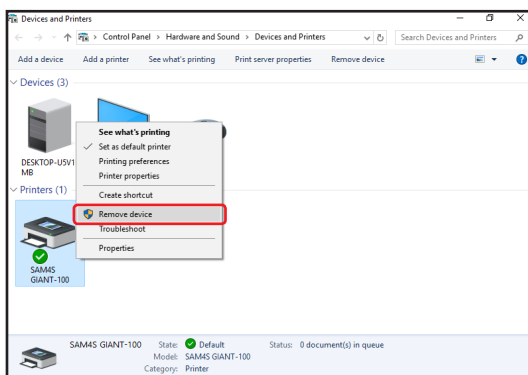 Devices and Printers
Control Panel > Hardware and Sound > Devices and Printers
Search Devices and Printers
Add a device Add a printer See what's printing Print server properties Remove device
Devices (3)
See what's printing
Set as default printer
Printing preferences
Printer properties
Create shortcut
Remove device
Troubleshoot
Properties
DESKTOP-U5V1
MB
Printers (1)
SAM4S
GIANT-100
SAM4S GIANT-100 State: Default Status: 0 document(s) in queue
Model: SAM4S GIANT-100
Category: Printer